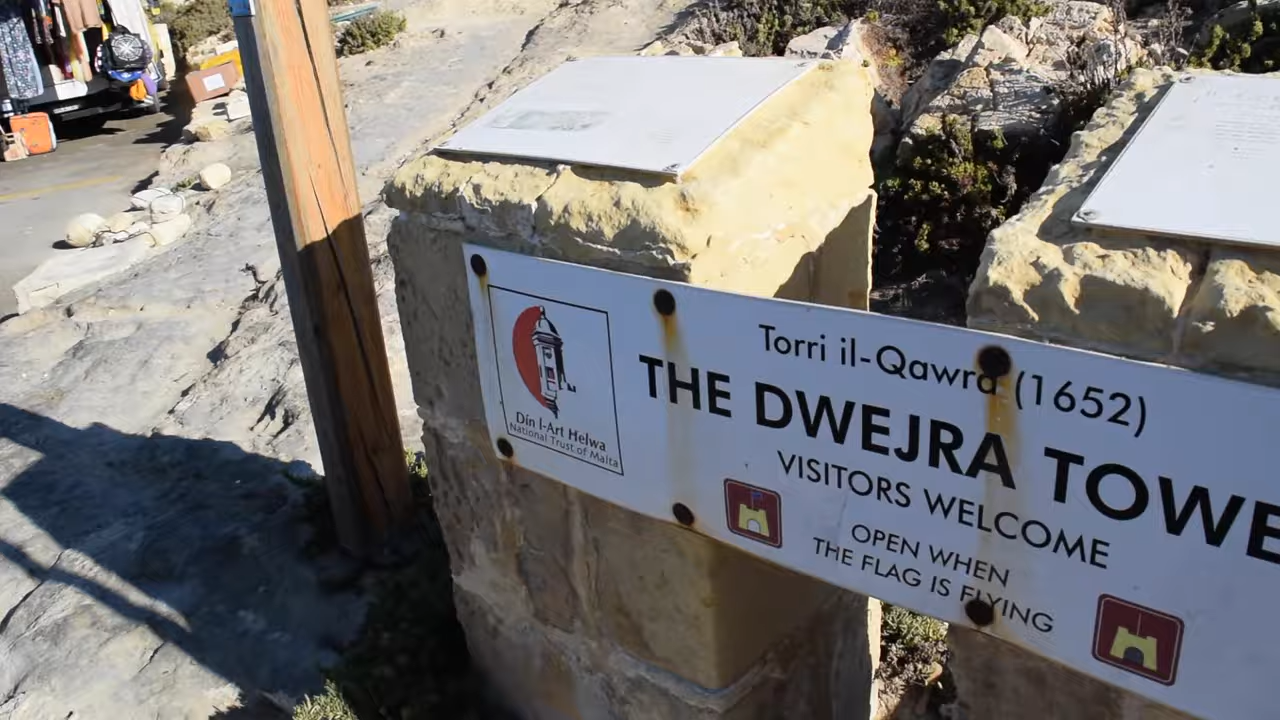 Torri il-Qawra (1652)
THE DWEJRA TOWE
VISITORS WELCOME
OPEN WHEN
THE FLAG IS FLYING
Din l-Art Ħelwa
National Trust of Malta